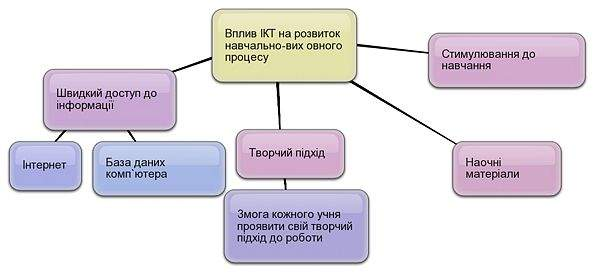 Вплив ІКТ на розвиток
навчально-вих овного
процесу
Стимулювання до
навчання
Швидкий доступ до
інформації
Інтернет
База даних
комп`ютера
Творчий підхід
Наочні
матеріали
Змога кожного учня
проявити свій творчий
підхід до роботи